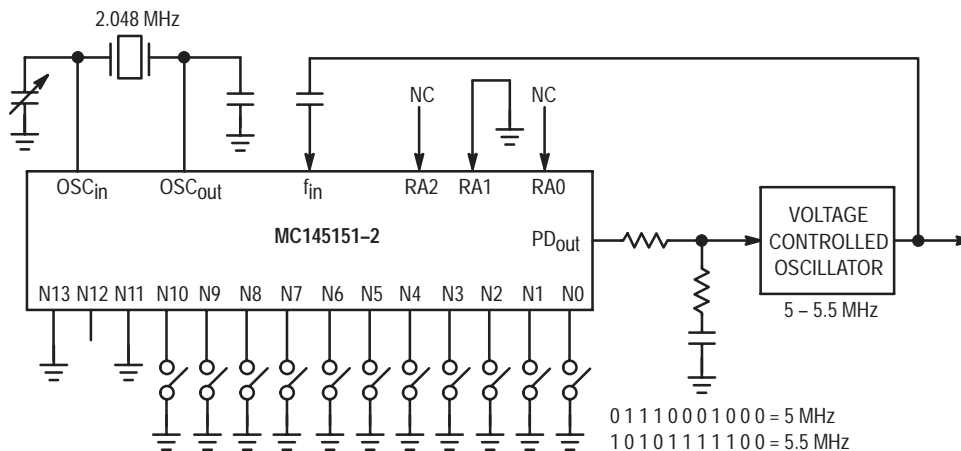 2.048 MHz
NC NC
OSCin OSCout fin RA2 RA1 RA0
MC145151–2
PDout
VOLTAGE
CONTROLLED
OSCILLATOR
5 – 5.5 MHz
N13 N12 N11 N10 N9 N8 N7 N6 N5 N4 N3 N2 N1 N0
0 1 1 1 0 0 0 1 0 0 0 = 5 MHz
1 0 1 0 1 1 1 1 1 0 0 = 5.5 MHz